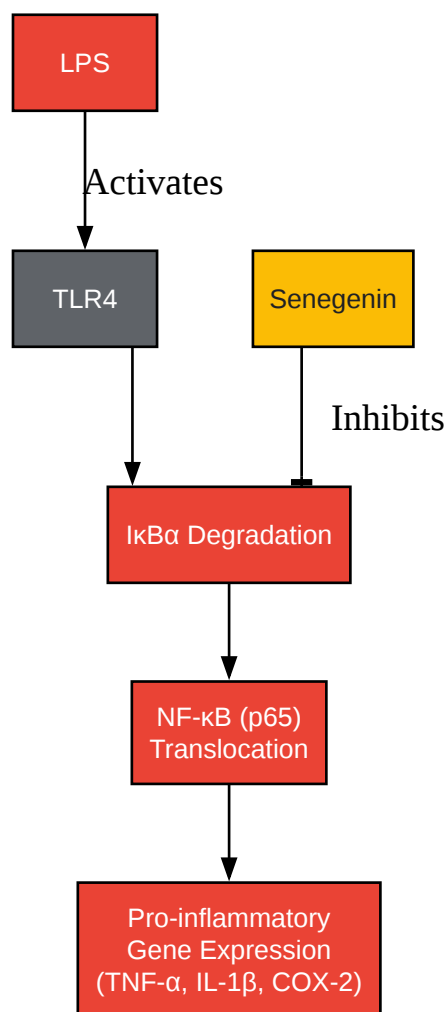 LPS
Activates
TLR4
Senegenin
Inhibits
IκBα Degradation
NF-κB (p65)
Translocation
Pro-inflammatory
Gene Expression
(TNF-α, IL-1β, COX-2)